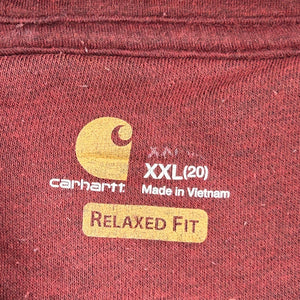 XXL(20)
carhartt
Made in Vietnam
RELAXED FIT